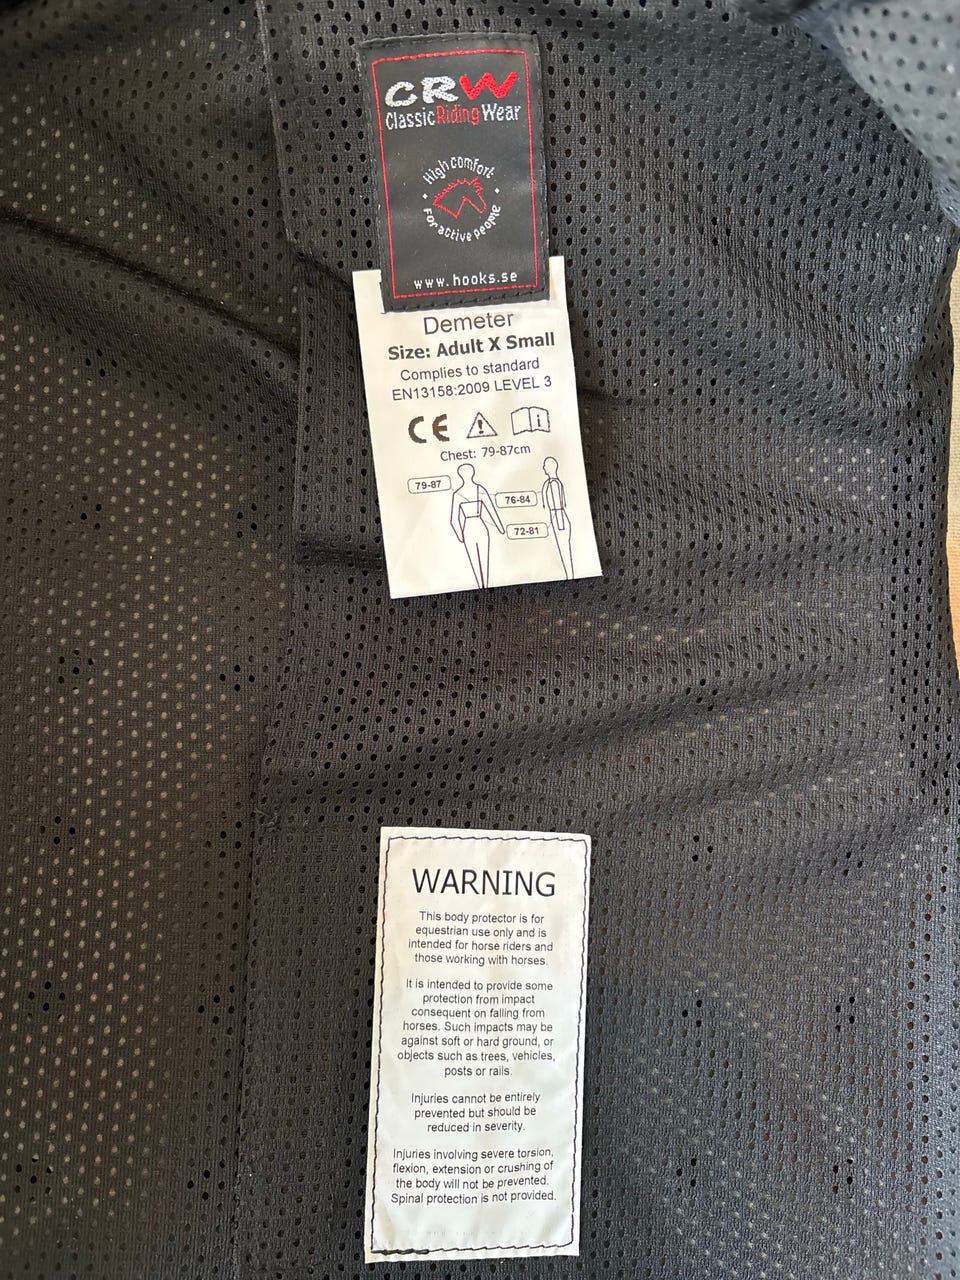 CRW
ClassicRidingWear
High comfort
For active people
www.hooks.se
Demeter
Size: Adult X Small
Complies to standard
EN13158:2009 LEVEL 3
CE
Chest: 79-87cm
79-87
76-84
72-81
WARNING
This body protector is for
equestrian use only and is
intended for horse riders and
those working with horses.
It is intended to provide some
protection from impact
consequent on falling from
horses. Such impacts may be
against soft or hard ground, or
objects such as trees, vehicles,
posts or rails.
Injuries cannot be entirely
prevented but should be
reduced in severity.
Injuries involving severe torsion,
flexion, extension or crushing of
the body will not be prevented.
Spinal protection is not provided.